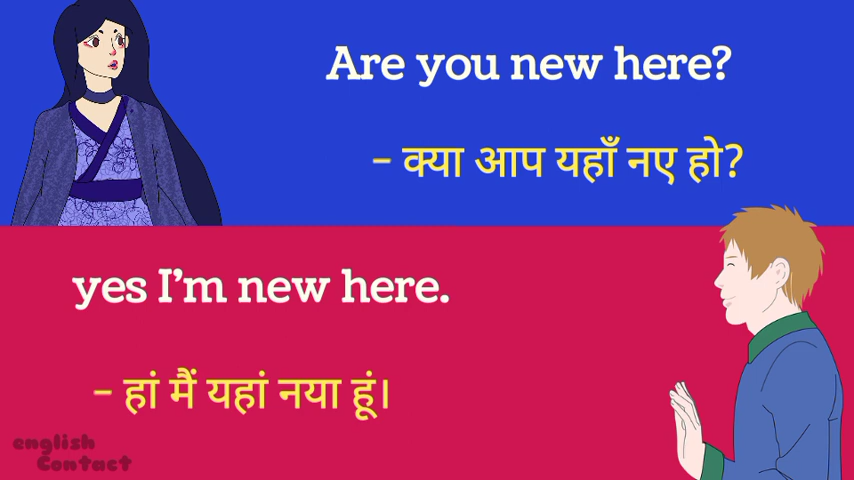 Are you new here?
– क्या आप यहाँ नए हो?
yes I’m new here.
– हां मैं यहां नया हूं।
english
Contact